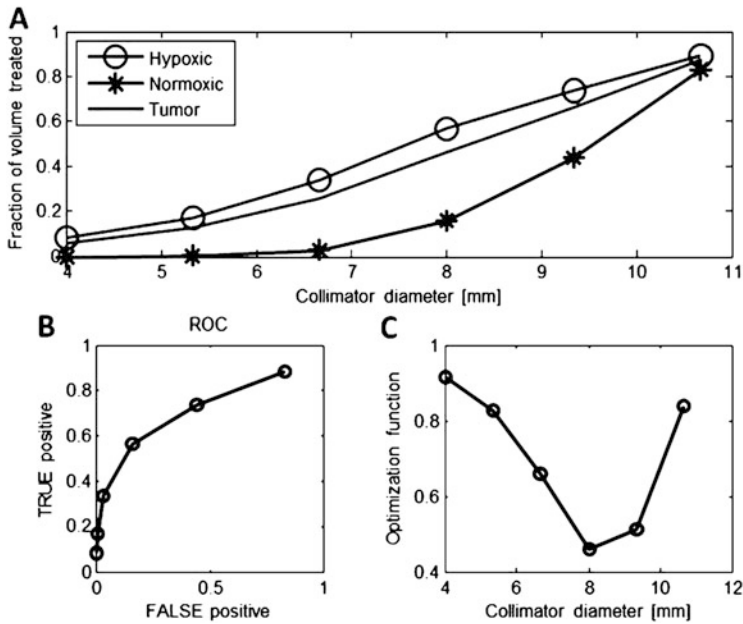 A
Fraction of volume treated
1
0.8
0.6
0.4
0.2
0
Hypoxic
Normoxic
Tumor
4 5 6 7 8 9 10 11
Collimator diameter [mm]
B
ROC
TRUE positive
1
0.8
0.6
0.4
0.2
0
0 0.5 1
FALSE positive
C
Optimization function
1
0.8
0.6
0.4
4 6 8 10 12
Collimator diameter [mm]